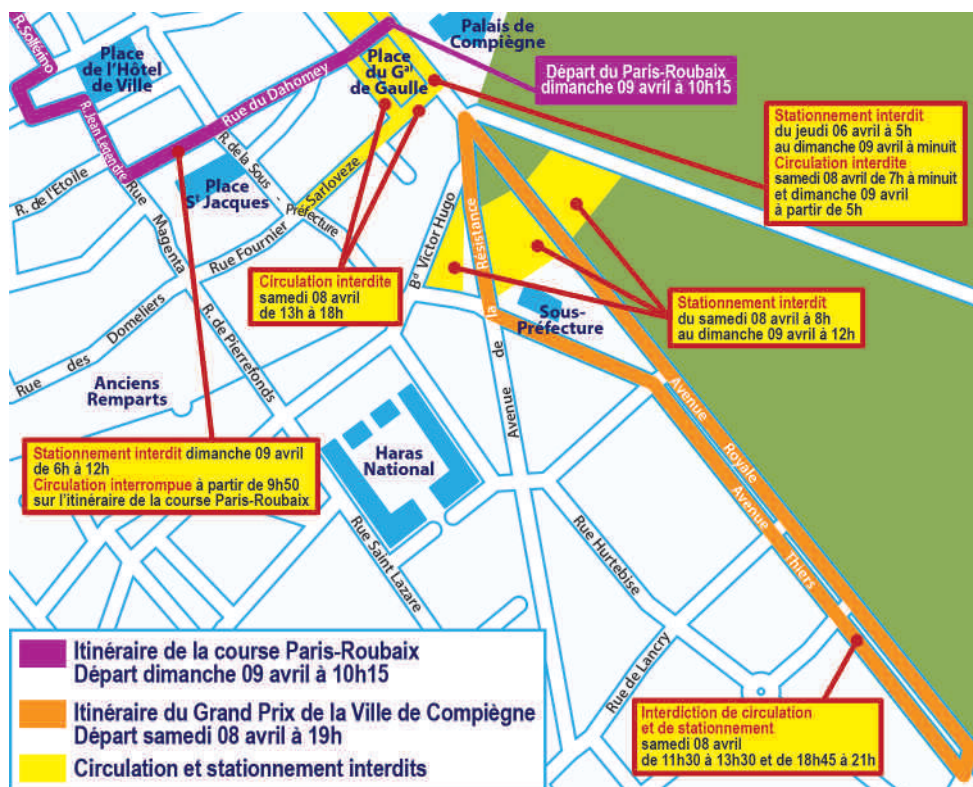 R. Solférino
Place
de l'Hôtel
de Ville
Palais de
Compiègne
Place
du Gal
de Gaulle
Départ du Paris-Roubaix
dimanche 09 avril à 10h15
Rue du Dahomey
R. Jean Legendre
Stationnement interdit
du jeudi 06 avril à 5h
au dimanche 09 avril à minuit
Circulation interdite
samedi 08 avril de 7h à minuit
et dimanche 09 avril
à partir de 5h
R. de l'Etoile
Rue Magenta
Place
St Jacques
R. de la Sous - Préfecture
Sarloveze
Rue Fournier
Bd Victor Hugo
Avenue de la Résistance
Circulation interdite
samedi 08 avril
de 13h à 18h
Sous-
Préfecture
Stationnement interdit
du samedi 08 avril à 8h
au dimanche 09 avril à 12h
Rue des Domeliers
R. de Pierrefonds
Anciens
Remparts
Avenue Royale
Avenue Thiers
Haras
National
Stationnement interdit dimanche 09 avril
de 6h à 12h
Circulation interrompue à partir de 9h50
sur l'itinéraire de la course Paris-Roubaix
Rue Saint Lazare
Rue Hurtebise
Rue de Lancry
Interdiction de circulation
et de stationnement
samedi 08 avril
de 11h30 à 13h30 et de 18h45 à 21h
Itinéraire de la course Paris-Roubaix
Départ dimanche 09 avril à 10h15
Itinéraire du Grand Prix de la Ville de Compiègne
Départ samedi 08 avril à 19h
Circulation et stationnement interdits